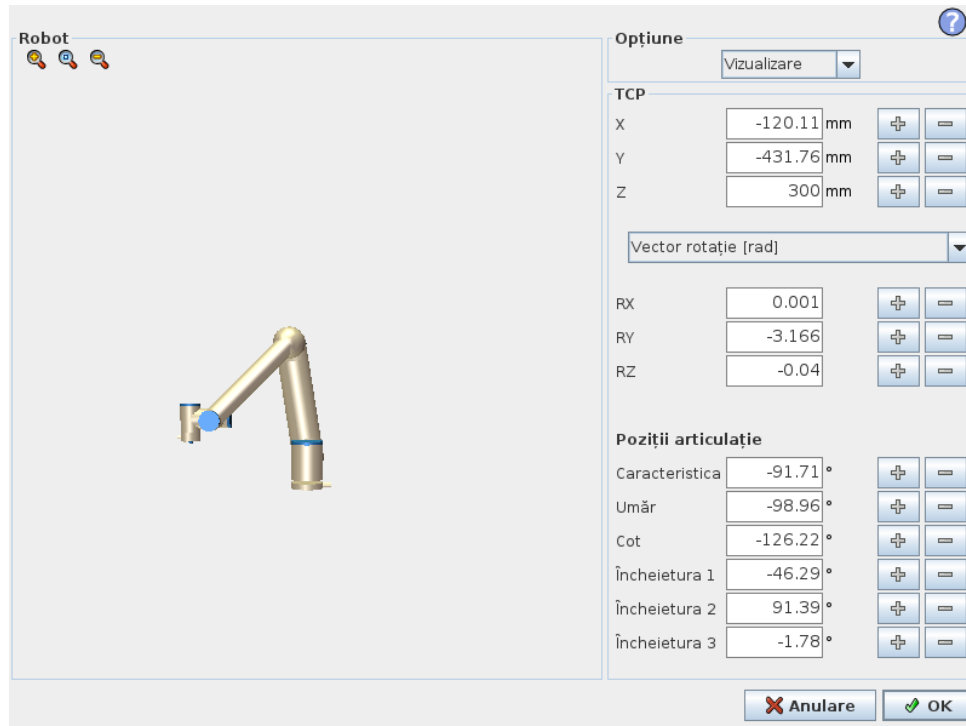 Robot
Opțiune
Vizualizare
TCP
X -120.11 mm
Y -431.76 mm
Z 300 mm
Vector rotație [rad]
RX 0.001
RY -3.166
RZ -0.04
Poziții articulație
Caracteristica -91.71 °
Umăr -98.96 °
Cot -126.22 °
Încheietura 1 -46.29 °
Încheietura 2 91.39 °
Încheietura 3 -1.78 °
Anulare OK